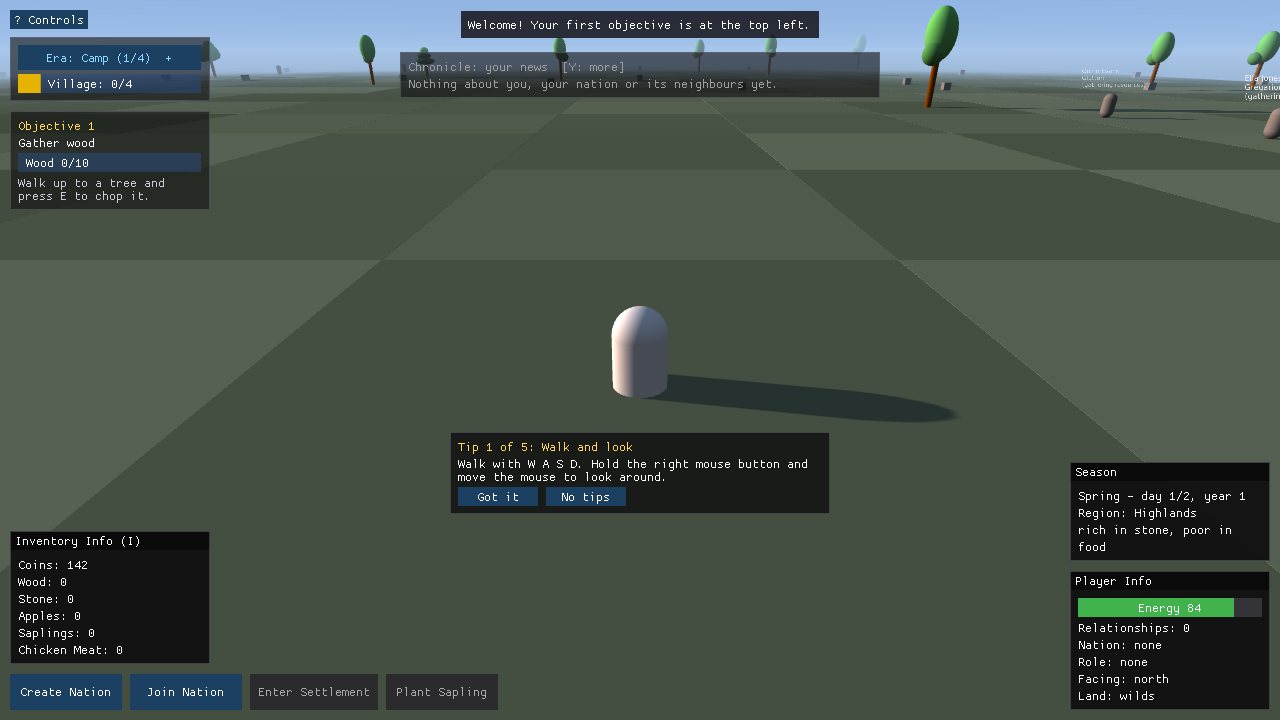 ? Controls
Welcome! Your first objective is at the top left.
Era: Camp (1/4) +
Village: 0/4
Chronicle: your news [Y: more]
Nothing about you, your nation or its neighbours yet.
Objective 1
Gather wood
Wood 0/10
Walk up to a tree and
press E to chop it.
(gathering resources)
Ella Jones
(gatherin
Tip 1 of 5: Walk and look
Walk with W A S D. Hold the right mouse button and
move the mouse to look around.
Got it
No tips
Season
Spring - day 1/2, year 1
Region: Highlands
rich in stone, poor in
food
Inventory Info (I)
Coins: 142
Wood: 0
Stone: 0
Apples: 0
Saplings: 0
Chicken Meat: 0
Player Info
Energy 84
Relationships: 0
Nation: none
Role: none
Facing: north
Land: wilds
Create Nation
Join Nation
Enter Settlement
Plant Sapling